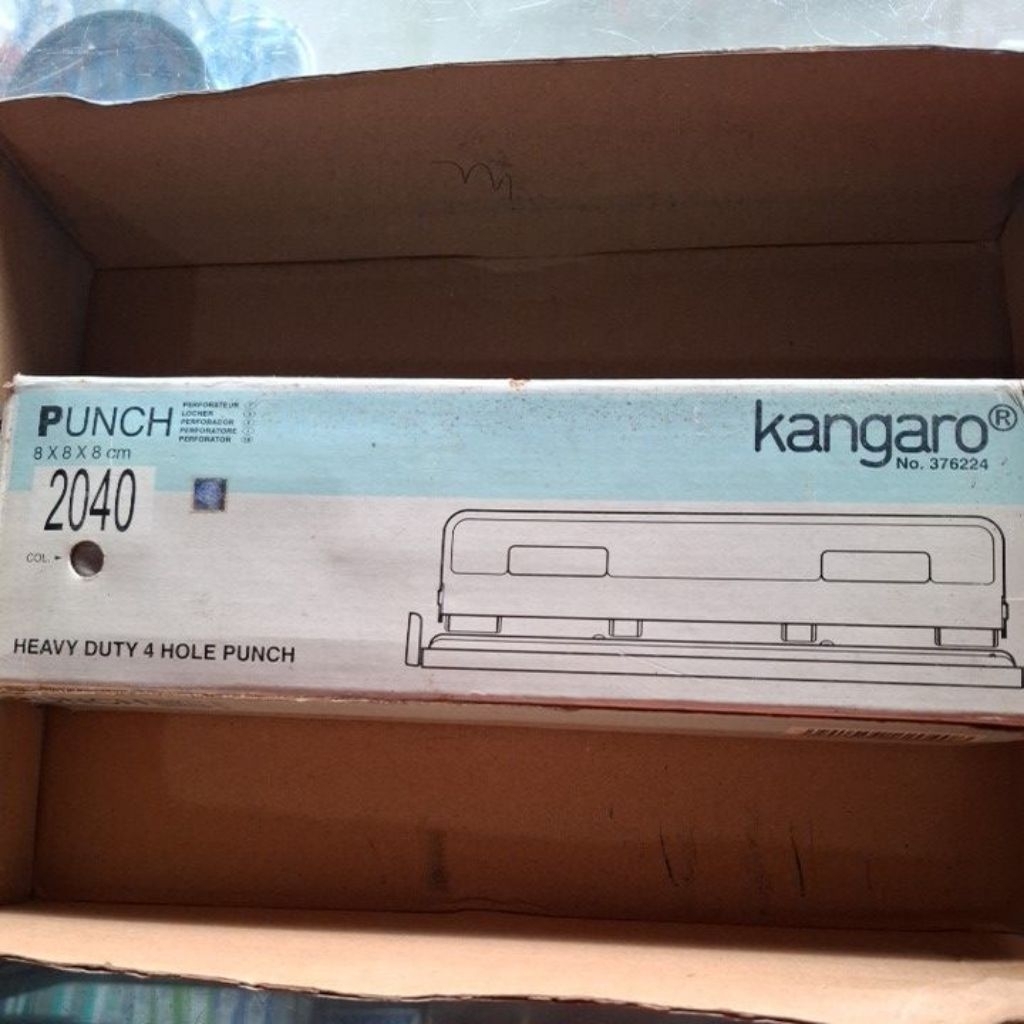 PUNCH
PERFORATEUR
LOCHER
PERFORADOR
PERFORATORE
PERFORATOR
8 X 8 X 8 cm
2040
COL.
HEAVY DUTY 4 HOLE PUNCH
kangaro®
No. 376224